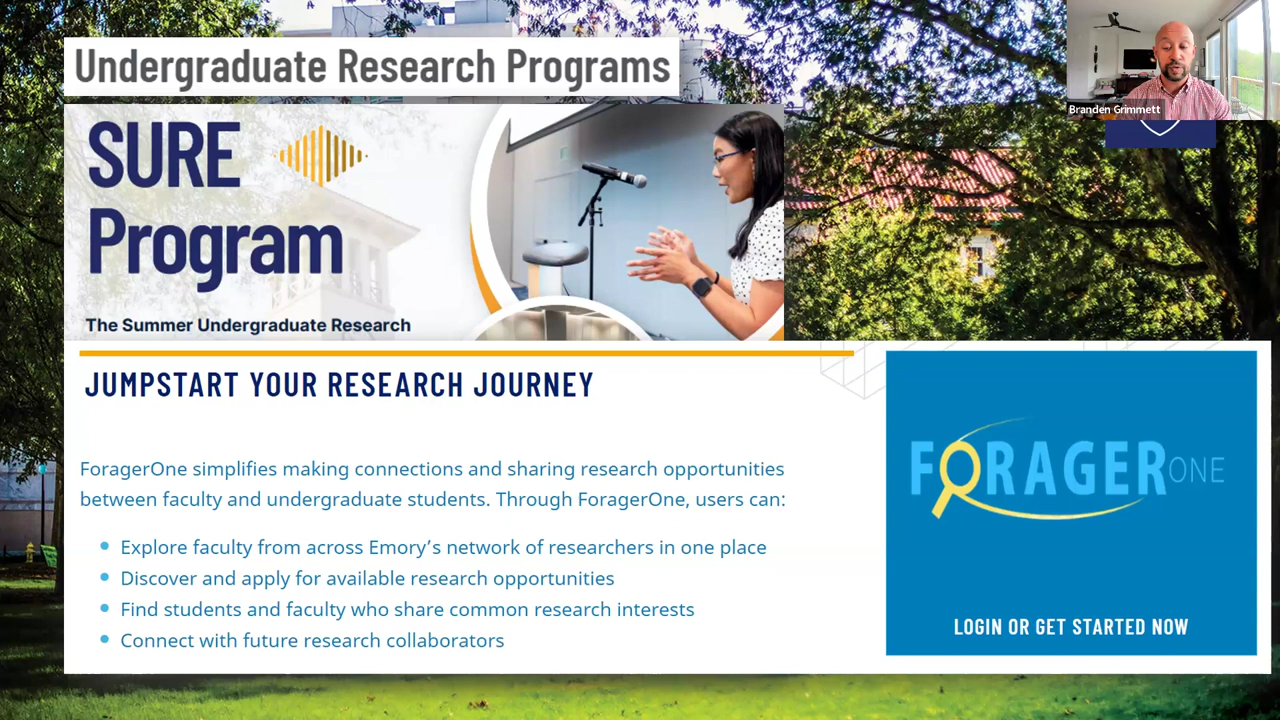 Undergraduate Research Programs
Branden Grimmett
SURE
Program
The Summer Undergraduate Research
JUMPSTART YOUR RESEARCH JOURNEY
ForagerOne simplifies making connections and sharing research opportunities
between faculty and undergraduate students. Through ForagerOne, users can:
• Explore faculty from across Emory’s network of researchers in one place
• Discover and apply for available research opportunities
• Find students and faculty who share common research interests
• Connect with future research collaborators
FORAGERONE
LOGIN OR GET STARTED NOW